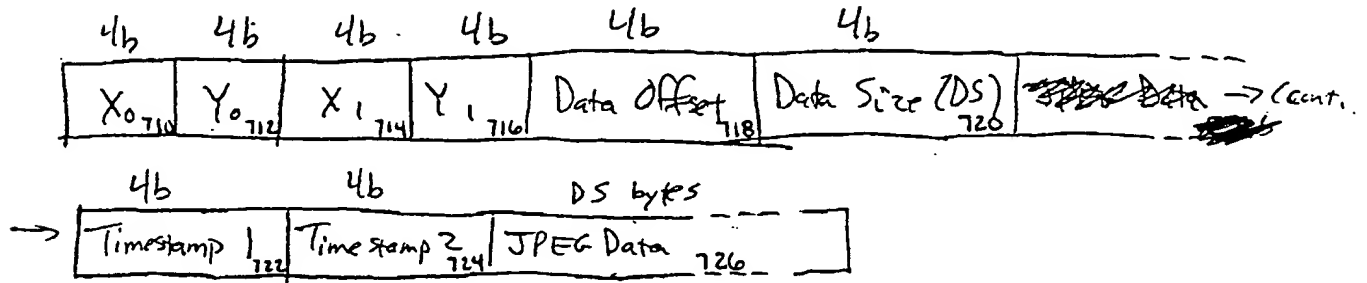 4b 4b 4b. 4b 4b 4b
X0 710 Y0 712 X1 714 Y1 716 Data Offset 718 Data Size (DS) 720 Data → (cont.
4b 4b DS bytes
→ Timestamp 1 722 Timestamp 2 724 JPEG Data 726